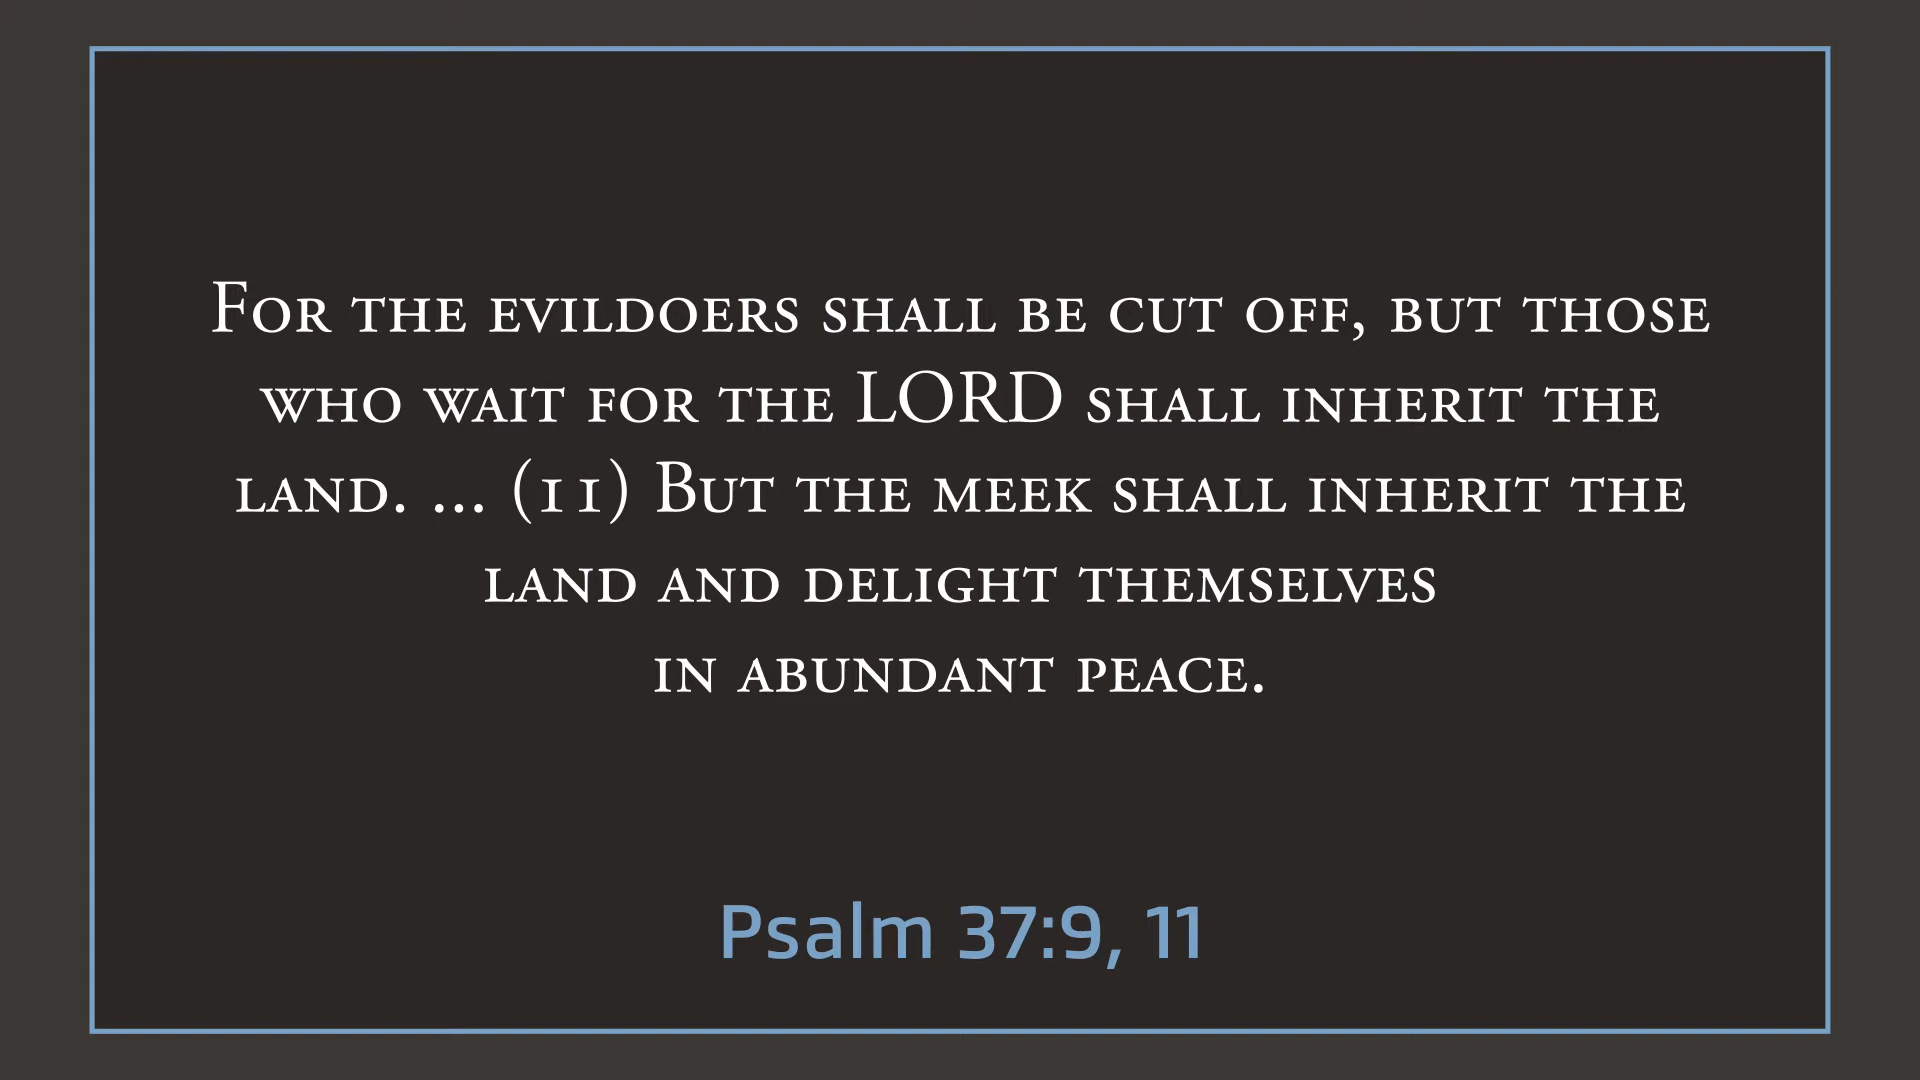 For the evildoers shall be cut off, but those
who wait for the LORD shall inherit the
land. ... (11) But the meek shall inherit the
land and delight themselves
in abundant peace.
Psalm 37:9, 11